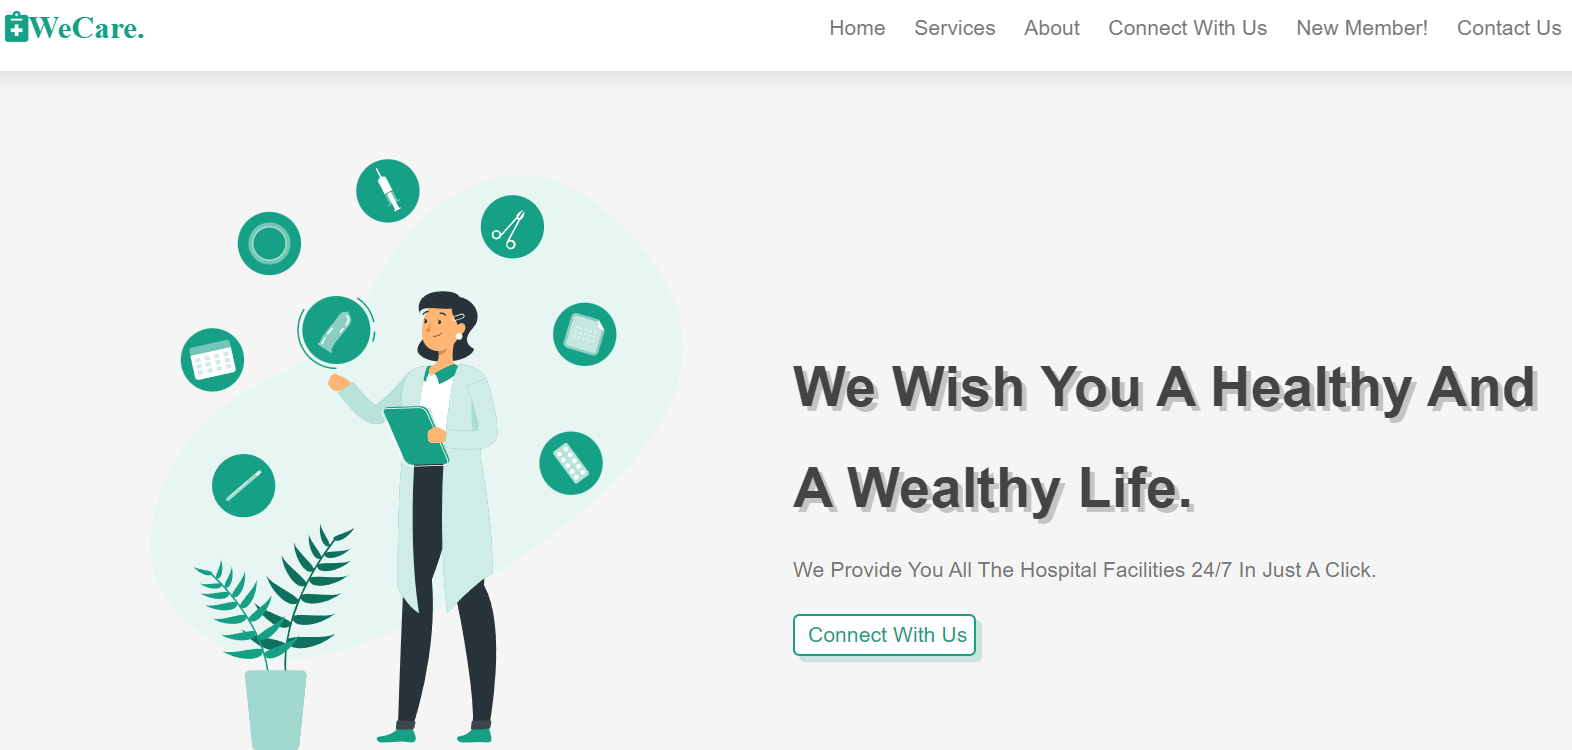 WeCare.
Home Services About Connect With Us New Member! Contact Us
We Wish You A Healthy And
A Wealthy Life.
We Provide You All The Hospital Facilities 24/7 In Just A Click.
Connect With Us